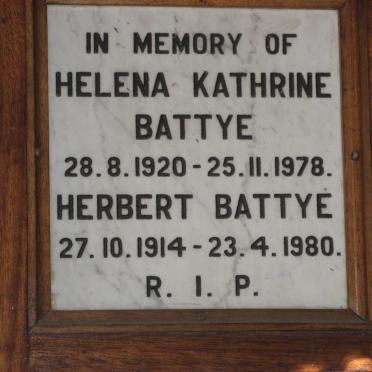 IN MEMORY OF
HELENA KATHRINE
BATTYE
28.8.1920 - 25.11.1978.
HERBERT BATTYE
27.10.1914 - 23.4.1980.
R. I. P.